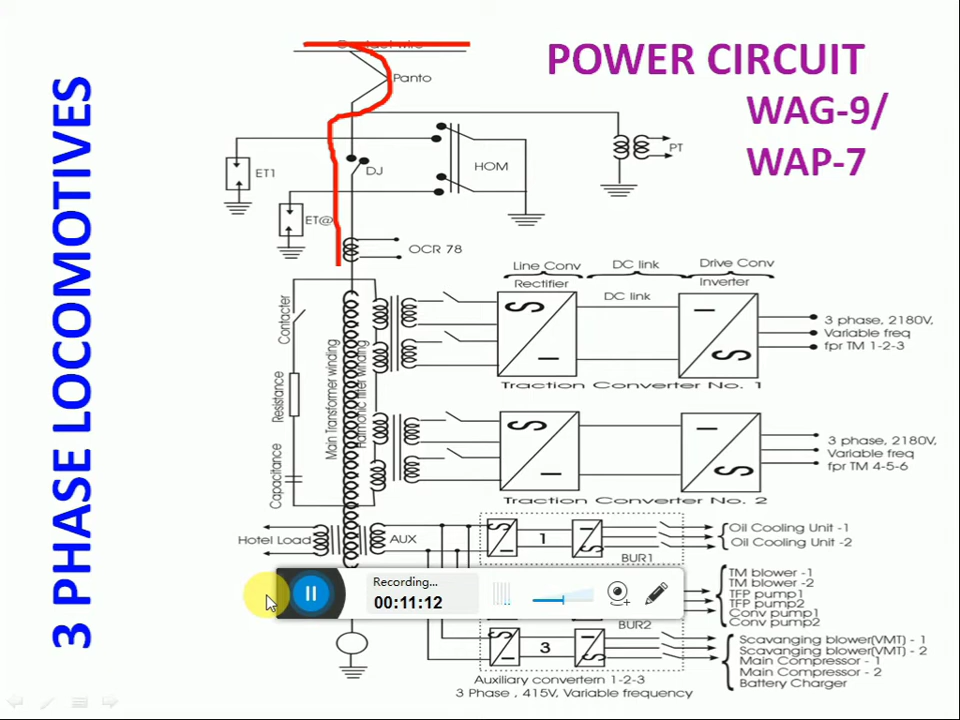 3 PHASE LOCOMOTIVES
POWER CIRCUIT
WAG-9/
WAP-7
Contact wire
Panto
PT
ET1
DJ
HOM
ET@
OCR 78
Line Conv
DC link
Drive Conv
Rectifier
DC link
Inverter
Contacter
Resistance
Capacitance
Main Transformer winding
Harmonic filter winding
S
I
I
S
3 phase, 2180V,
Variable freq
fpr TM 1-2-3
Traction Converter No. 1
S
I
I
S
3 phase, 2180V,
Variable freq
fpr TM 4-5-6
Traction Converter No. 2
Hotel Load
AUX
S
I
1
I
S
Oil Cooling Unit -1
Oil Cooling Unit -2
BUR1
Recording...
00:11:12
TM blower -1
TM blower -2
TFP pump1
TFP pump2
Conv pump1
Conv pump2
BUR2
S
I
3
I
S
Scavanging blower(VMT) - 1
Scavanging blower(VMT) - 2
Main Compressor - 1
Main Compressor - 2
Battery Charger
Auxiliary convertern 1-2-3
3 Phase , 415V, Variable frequency